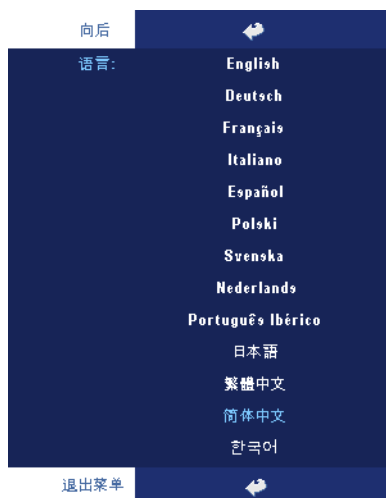 向后
语言: English
Deutsch
Français
Italiano
Español
Polski
Svenska
Nederlands
Português Ibérico
日本語
繁體中文
简体中文
한국어
退出菜单